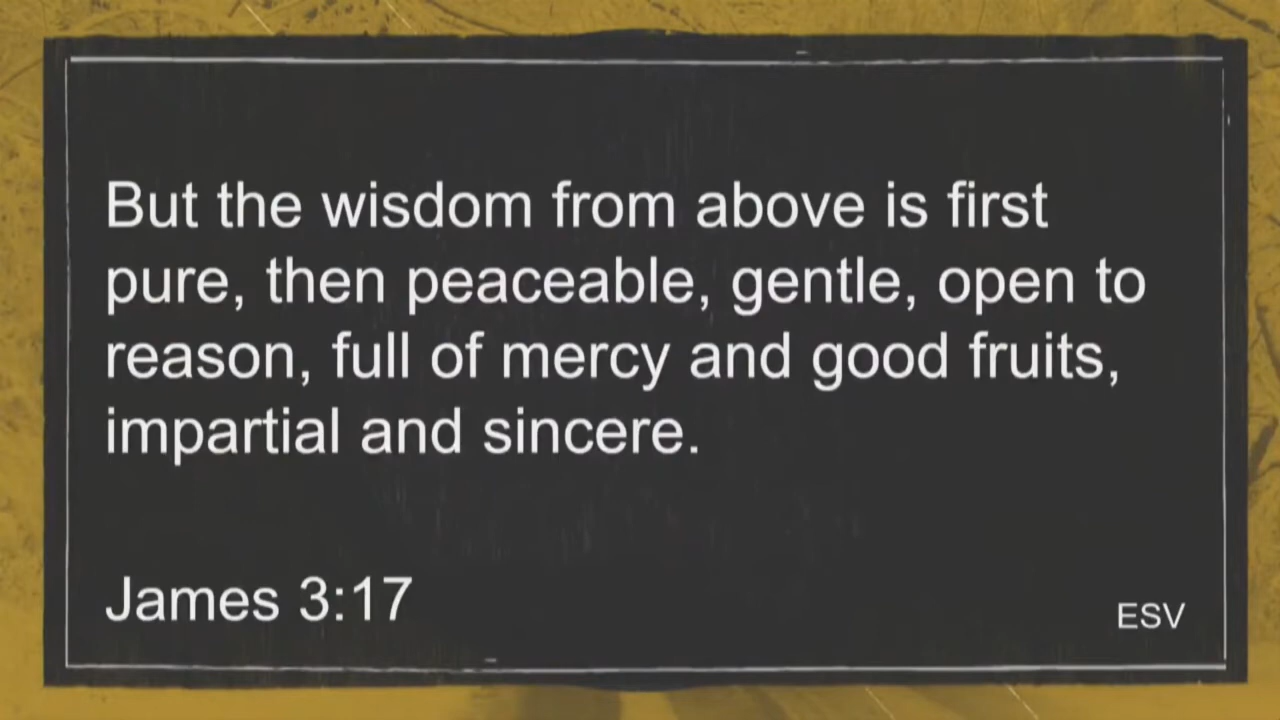 But the wisdom from above is first
pure, then peaceable, gentle, open to
reason, full of mercy and good fruits,
impartial and sincere.
James 3:17
ESV